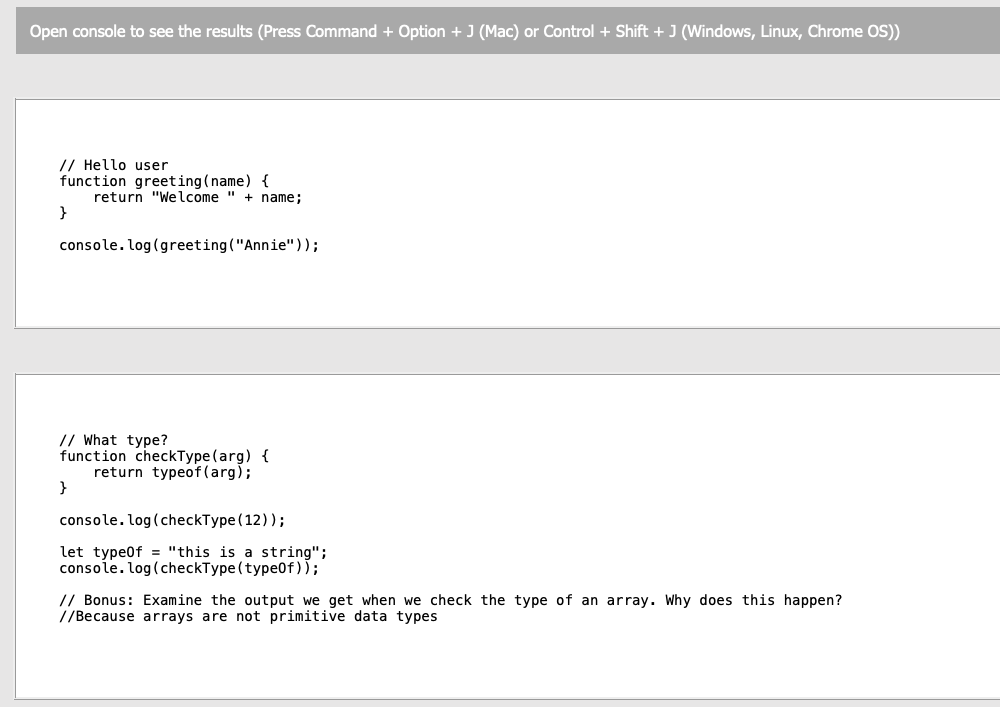 Open console to see the results (Press Command + Option + J (Mac) or Control + Shift + J (Windows, Linux, Chrome OS))
// Hello user
function greeting(name) {
    return "Welcome " + name;
}
console.log(greeting("Annie"));
// What type?
function checkType(arg) {
    return typeof(arg);
}
console.log(checkType(12));
let typeOf = "this is a string";
console.log(checkType(typeOf));
// Bonus: Examine the output we get when we check the type of an array. Why does this happen?
//Because arrays are not primitive data types